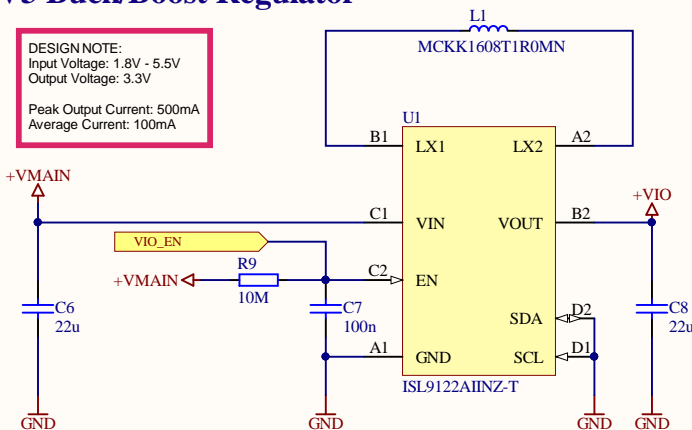 V3 Buck/Boost Regulator
DESIGN NOTE:
Input Voltage: 1.8V - 5.5V
Output Voltage: 3.3V
Peak Output Current: 500mA
Average Current: 100mA
L1
MCKK1608T1R0MN
U1
B1 LX1 LX2 A2
+VMAIN
+VIO
C1 VIN VOUT B2
VIO_EN
C2 EN
+VMAIN R9
10M
C6
22u
C7
100n
C8
22u
SDA D2
A1 GND SCL D1
ISL9122AIINZ-T
GND GND GND GND